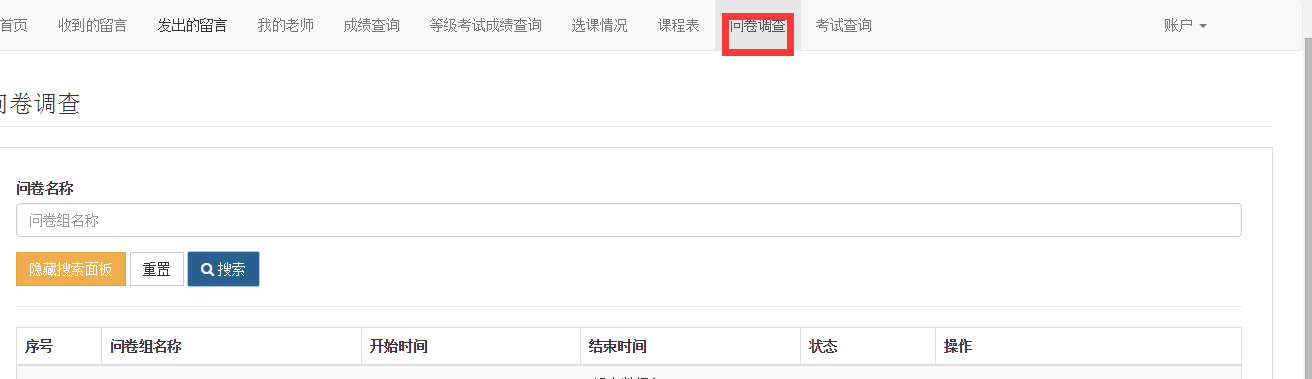 首页 收到的留言 发出的留言 我的老师 成绩查询 等级考试成绩查询 选课情况 课程表 问卷调查 考试查询 账户
问卷调查
问卷名称
问卷组名称
隐藏搜索面板 重置 搜索
序号 问卷组名称 开始时间 结束时间 状态 操作